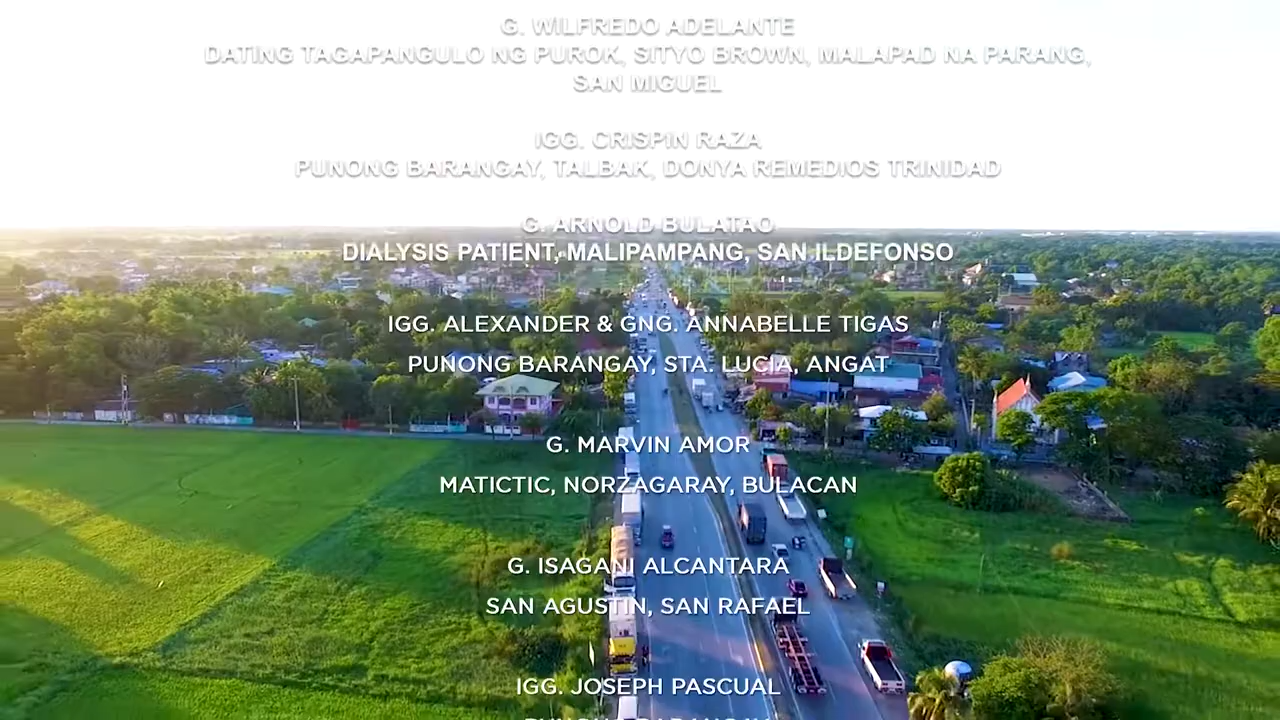 G. WILFREDO ADELANTE
DATING TAGAPANGULO NG PUROK, SITYO BROWN, MALAPAD NA PARANG,
SAN MIGUEL
IGG. CRISPIN RAZA
PUNONG BARANGAY, TALBAK, DONYA REMEDIOS TRINIDAD
G. ARNOLD BULATAO
DIALYSIS PATIENT, MALIPAMPANG, SAN ILDEFONSO
IGG. ALEXANDER & GNG. ANNABELLE TIGAS
PUNONG BARANGAY, STA. LUCIA, ANGAT
G. MARVIN AMOR
MATICTIC, NORZAGARAY, BULACAN
G. ISAGANI ALCANTARA
SAN AGUSTIN, SAN RAFAEL
IGG. JOSEPH PASCUAL